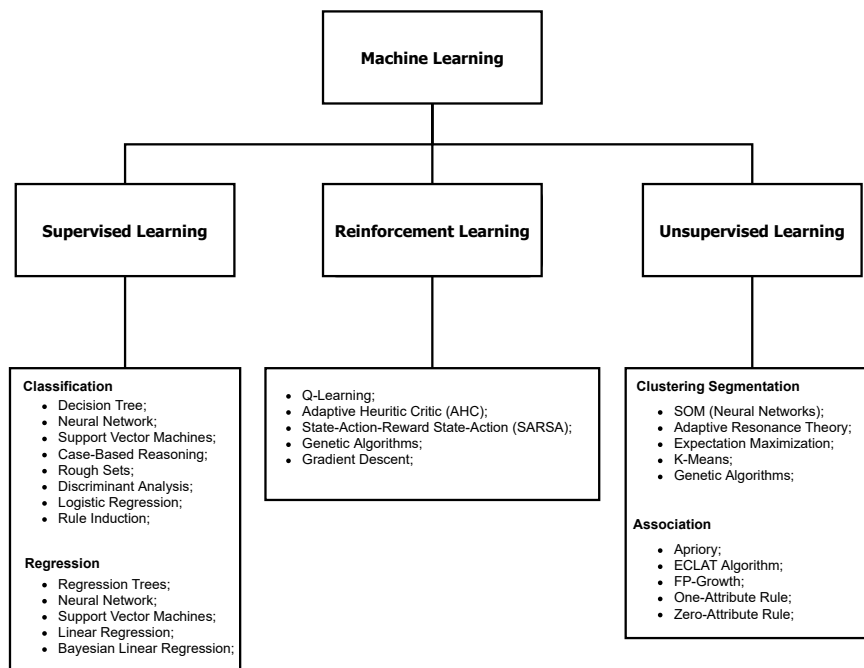 Machine Learning
Supervised Learning
Reinforcement Learning
Unsupervised Learning
Classification
• Decision Tree;
• Neural Network;
• Support Vector Machines;
• Case-Based Reasoning;
• Rough Sets;
• Discriminant Analysis;
• Logistic Regression;
• Rule Induction;
Regression
• Regression Trees;
• Neural Network;
• Support Vector Machines;
• Linear Regression;
• Bayesian Linear Regression;
• Q-Learning;
• Adaptive Heuritic Critic (AHC);
• State-Action-Reward State-Action (SARSA);
• Genetic Algorithms;
• Gradient Descent;
Clustering Segmentation
• SOM (Neural Networks);
• Adaptive Resonance Theory;
• Expectation Maximization;
• K-Means;
• Genetic Algorithms;
Association
• Apriory;
• ECLAT Algorithm;
• FP-Growth;
• One-Attribute Rule;
• Zero-Attribute Rule;